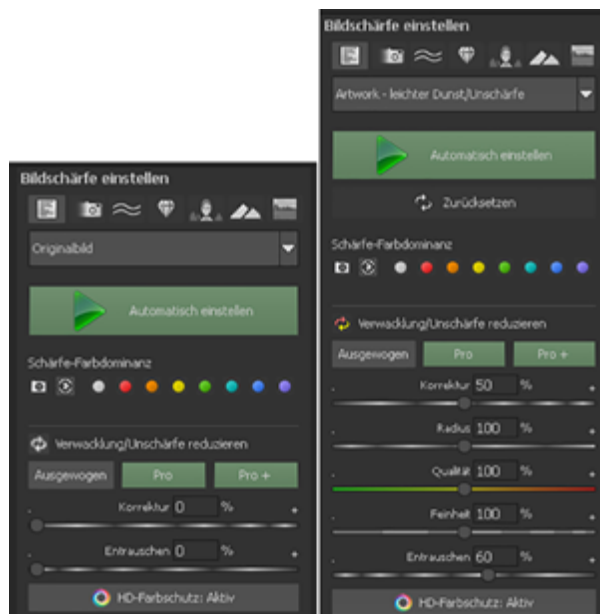 Bildschärfe einstellen
Originalbild
Automatisch einstellen
Schärfe-Farbdominanz
Verwacklung/Unschärfe reduzieren
Ausgewogen Pro Pro +
Korrektur 0 %
Entrauschen 0 %
HD-Farbschutz: Aktiv
Bildschärfe einstellen
Artwork - leichter Dunst/Unschärfe
Automatisch einstellen
Zurücksetzen
Schärfe-Farbdominanz
Verwacklung/Unschärfe reduzieren
Ausgewogen Pro Pro +
Korrektur 50 %
Radius 100 %
Qualität 100 %
Feinheit 100 %
Entrauschen 60 %
HD-Farbschutz: Aktiv